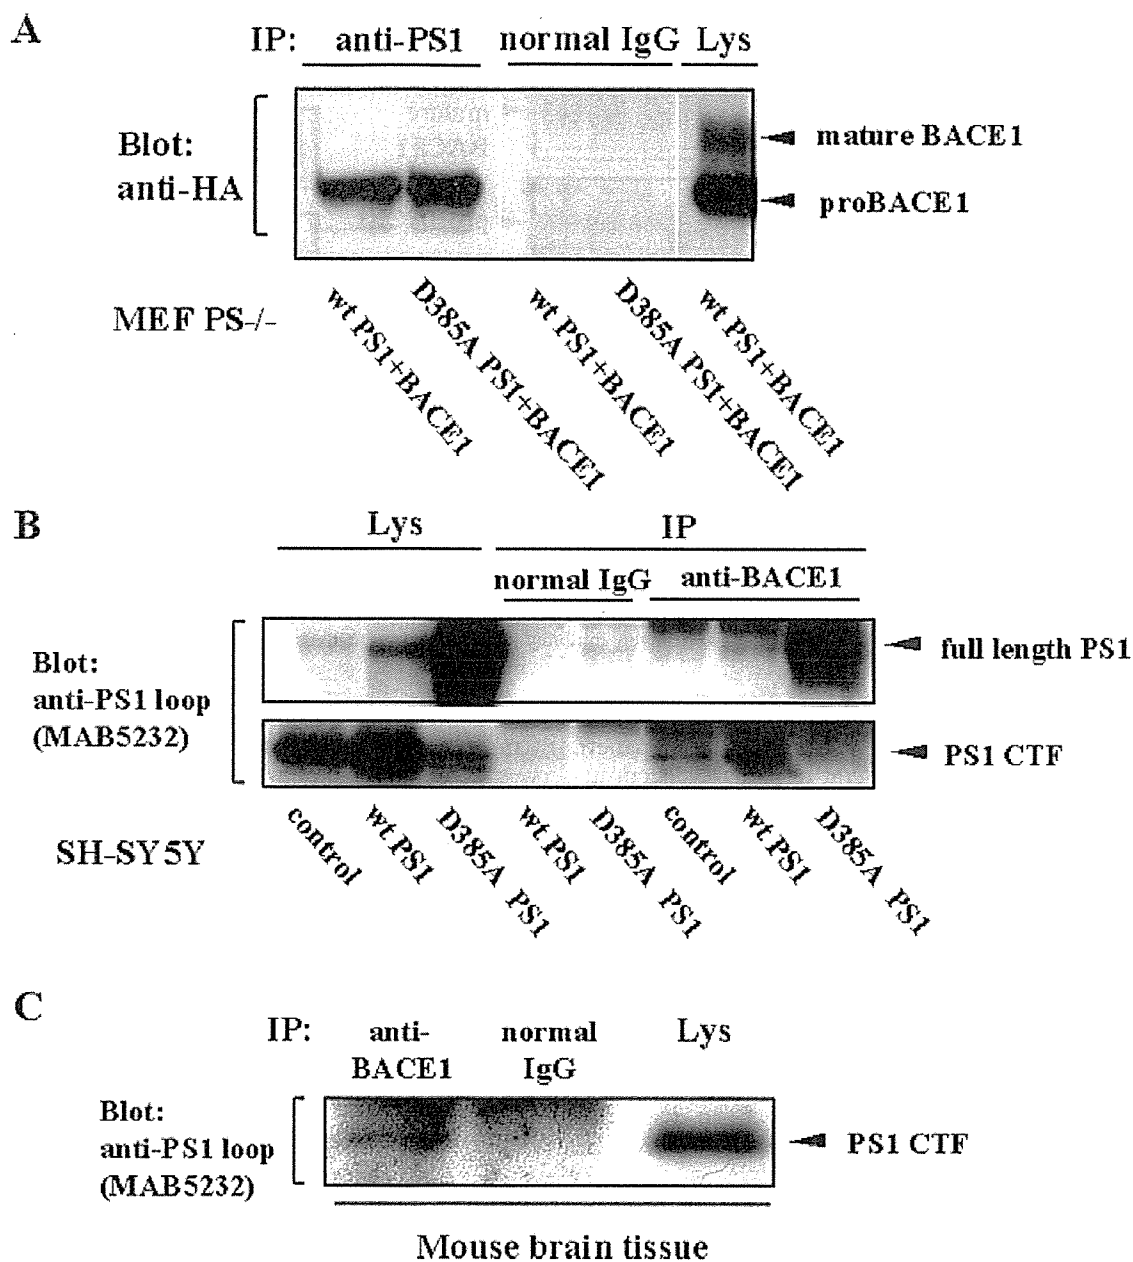 A
IP: anti-PS1 normal IgG Lys
Blot:
anti-HA
mature BACE1
proBACE1
MEF PS-/-
wt PS1+BACE1
D385A PS1+BACE1
wt PS1+BACE1
D385A PS1+BACE1
wt PS1+BACE1
B
Lys IP
normal IgG anti-BACE1
Blot:
anti-PS1 loop
(MAB5232)
full length PS1
PS1 CTF
SH-SY5Y
control
wt PS1
D385A PS1
wt PS1
D385A PS1
control
wt PS1
D385A PS1
C
IP: anti-BACE1 normal IgG Lys
Blot:
anti-PS1 loop
(MAB5232)
PS1 CTF
Mouse brain tissue